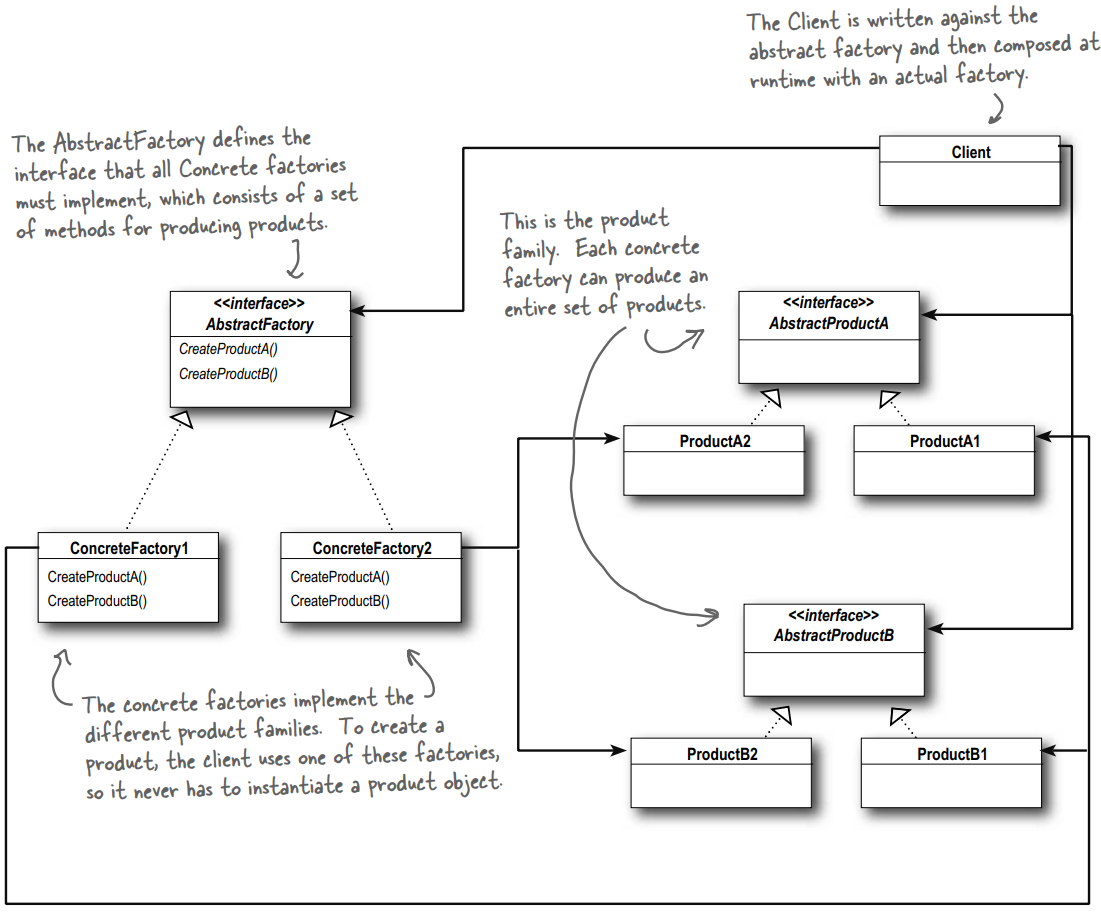 The Client is written against the
abstract factory and then composed at
runtime with an actual factory.
Client
The AbstractFactory defines the
interface that all Concrete factories
must implement, which consists of a set
of methods for producing products.
This is the product
family. Each concrete
factory can produce an
entire set of products.
<<interface>>
AbstractFactory
CreateProductA()
CreateProductB()
<<interface>>
AbstractProductA
ProductA2
ProductA1
ConcreteFactory1
CreateProductA()
CreateProductB()
ConcreteFactory2
CreateProductA()
CreateProductB()
<<interface>>
AbstractProductB
ProductB2
ProductB1
The concrete factories implement the
different product families. To create a
product, the client uses one of these factories,
so it never has to instantiate a product object.